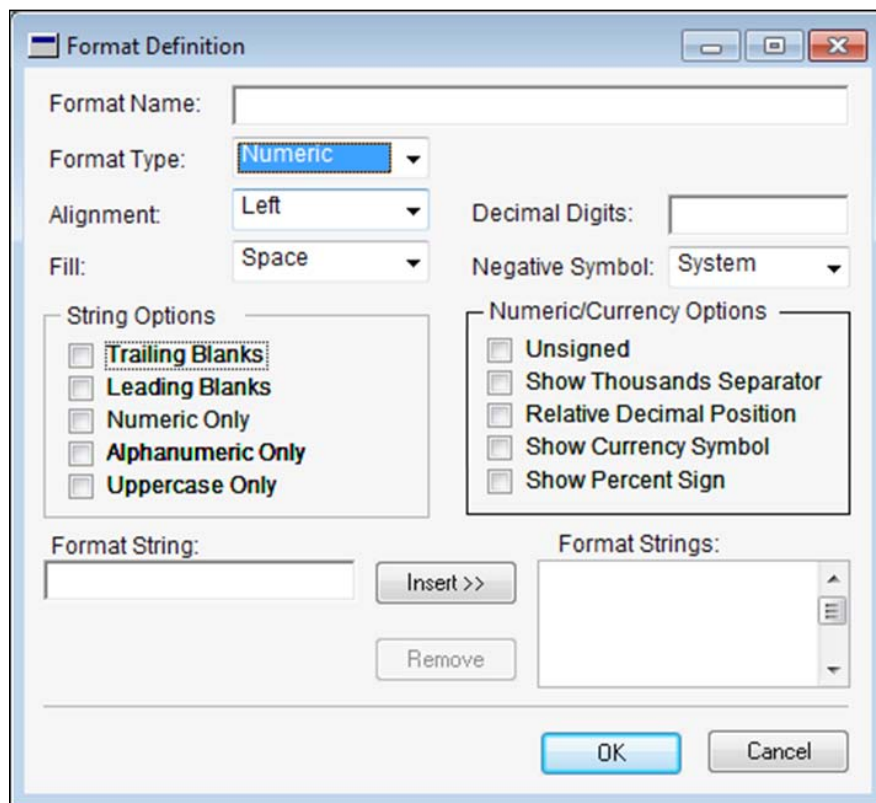 Format Definition
Format Name:
Format Type: Numeric
Alignment: Left Decimal Digits:
Fill: Space Negative Symbol: System
String Options
Trailing Blanks
Leading Blanks
Numeric Only
Alphanumeric Only
Uppercase Only
Numeric/Currency Options
Unsigned
Show Thousands Separator
Relative Decimal Position
Show Currency Symbol
Show Percent Sign
Format String:
Insert >>
Remove
Format Strings:
OK Cancel